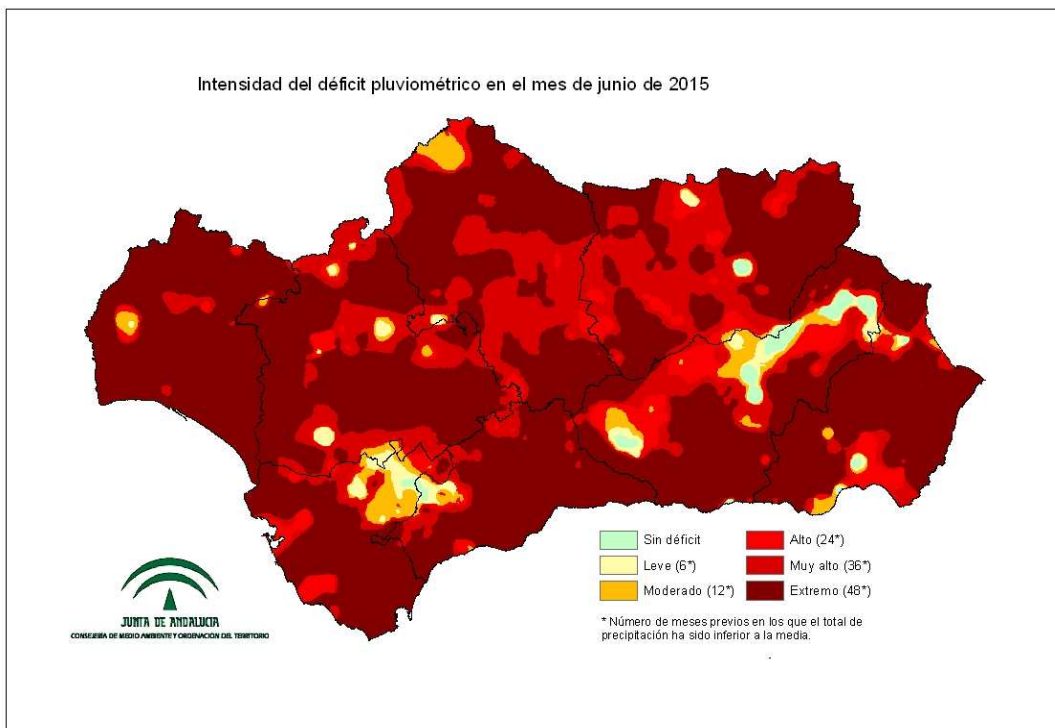 Intensidad del déficit pluviométrico en el mes de junio de 2015
Sin déficit
Leve (6*)
Moderado (12*)
Alto (24*)
Muy alto (36*)
Extremo (48*)
* Número de meses previos en los que el total de
precipitación ha sido inferior a la media.
JUNTA DE ANDALUCIA
CONSEJERÍA DE MEDIO AMBIENTE Y ORDENACIÓN DEL TERRITORIO